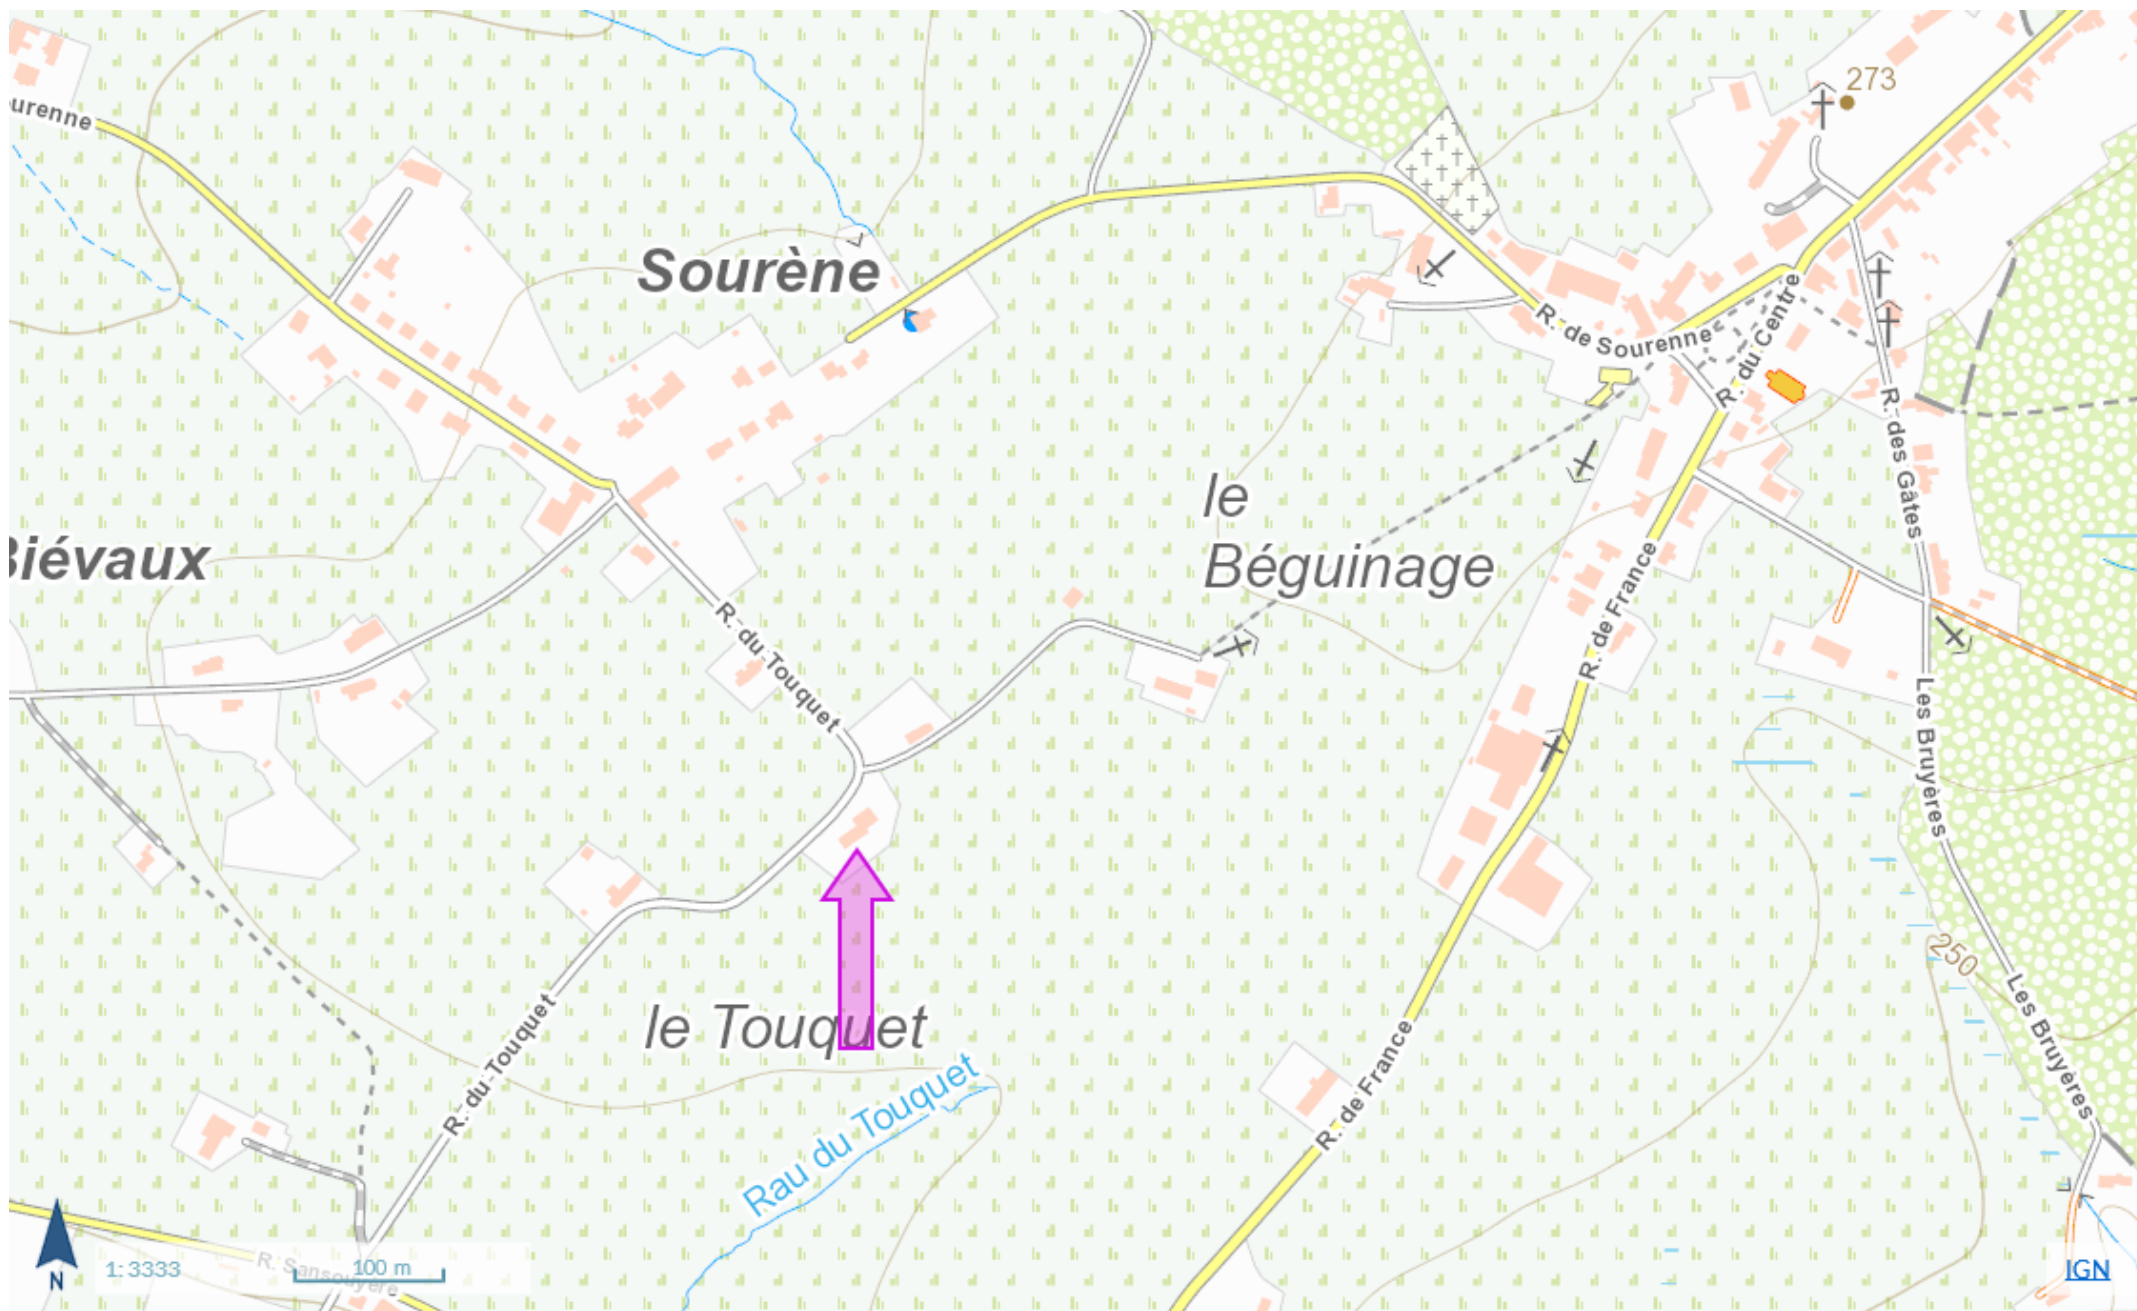 273
urenne
Sourène
R. de Sourenne
R. du Centre
le
Béguinage
R. des Gâtes
Biévaux
R. du Touquet
R. de France
Les Bruyères
250
le Touquet
R. du Touquet
Rau du Touquet
R. de France
Les Bruyères
R. Sansouyère
N
1: 3333
100 m
IGN